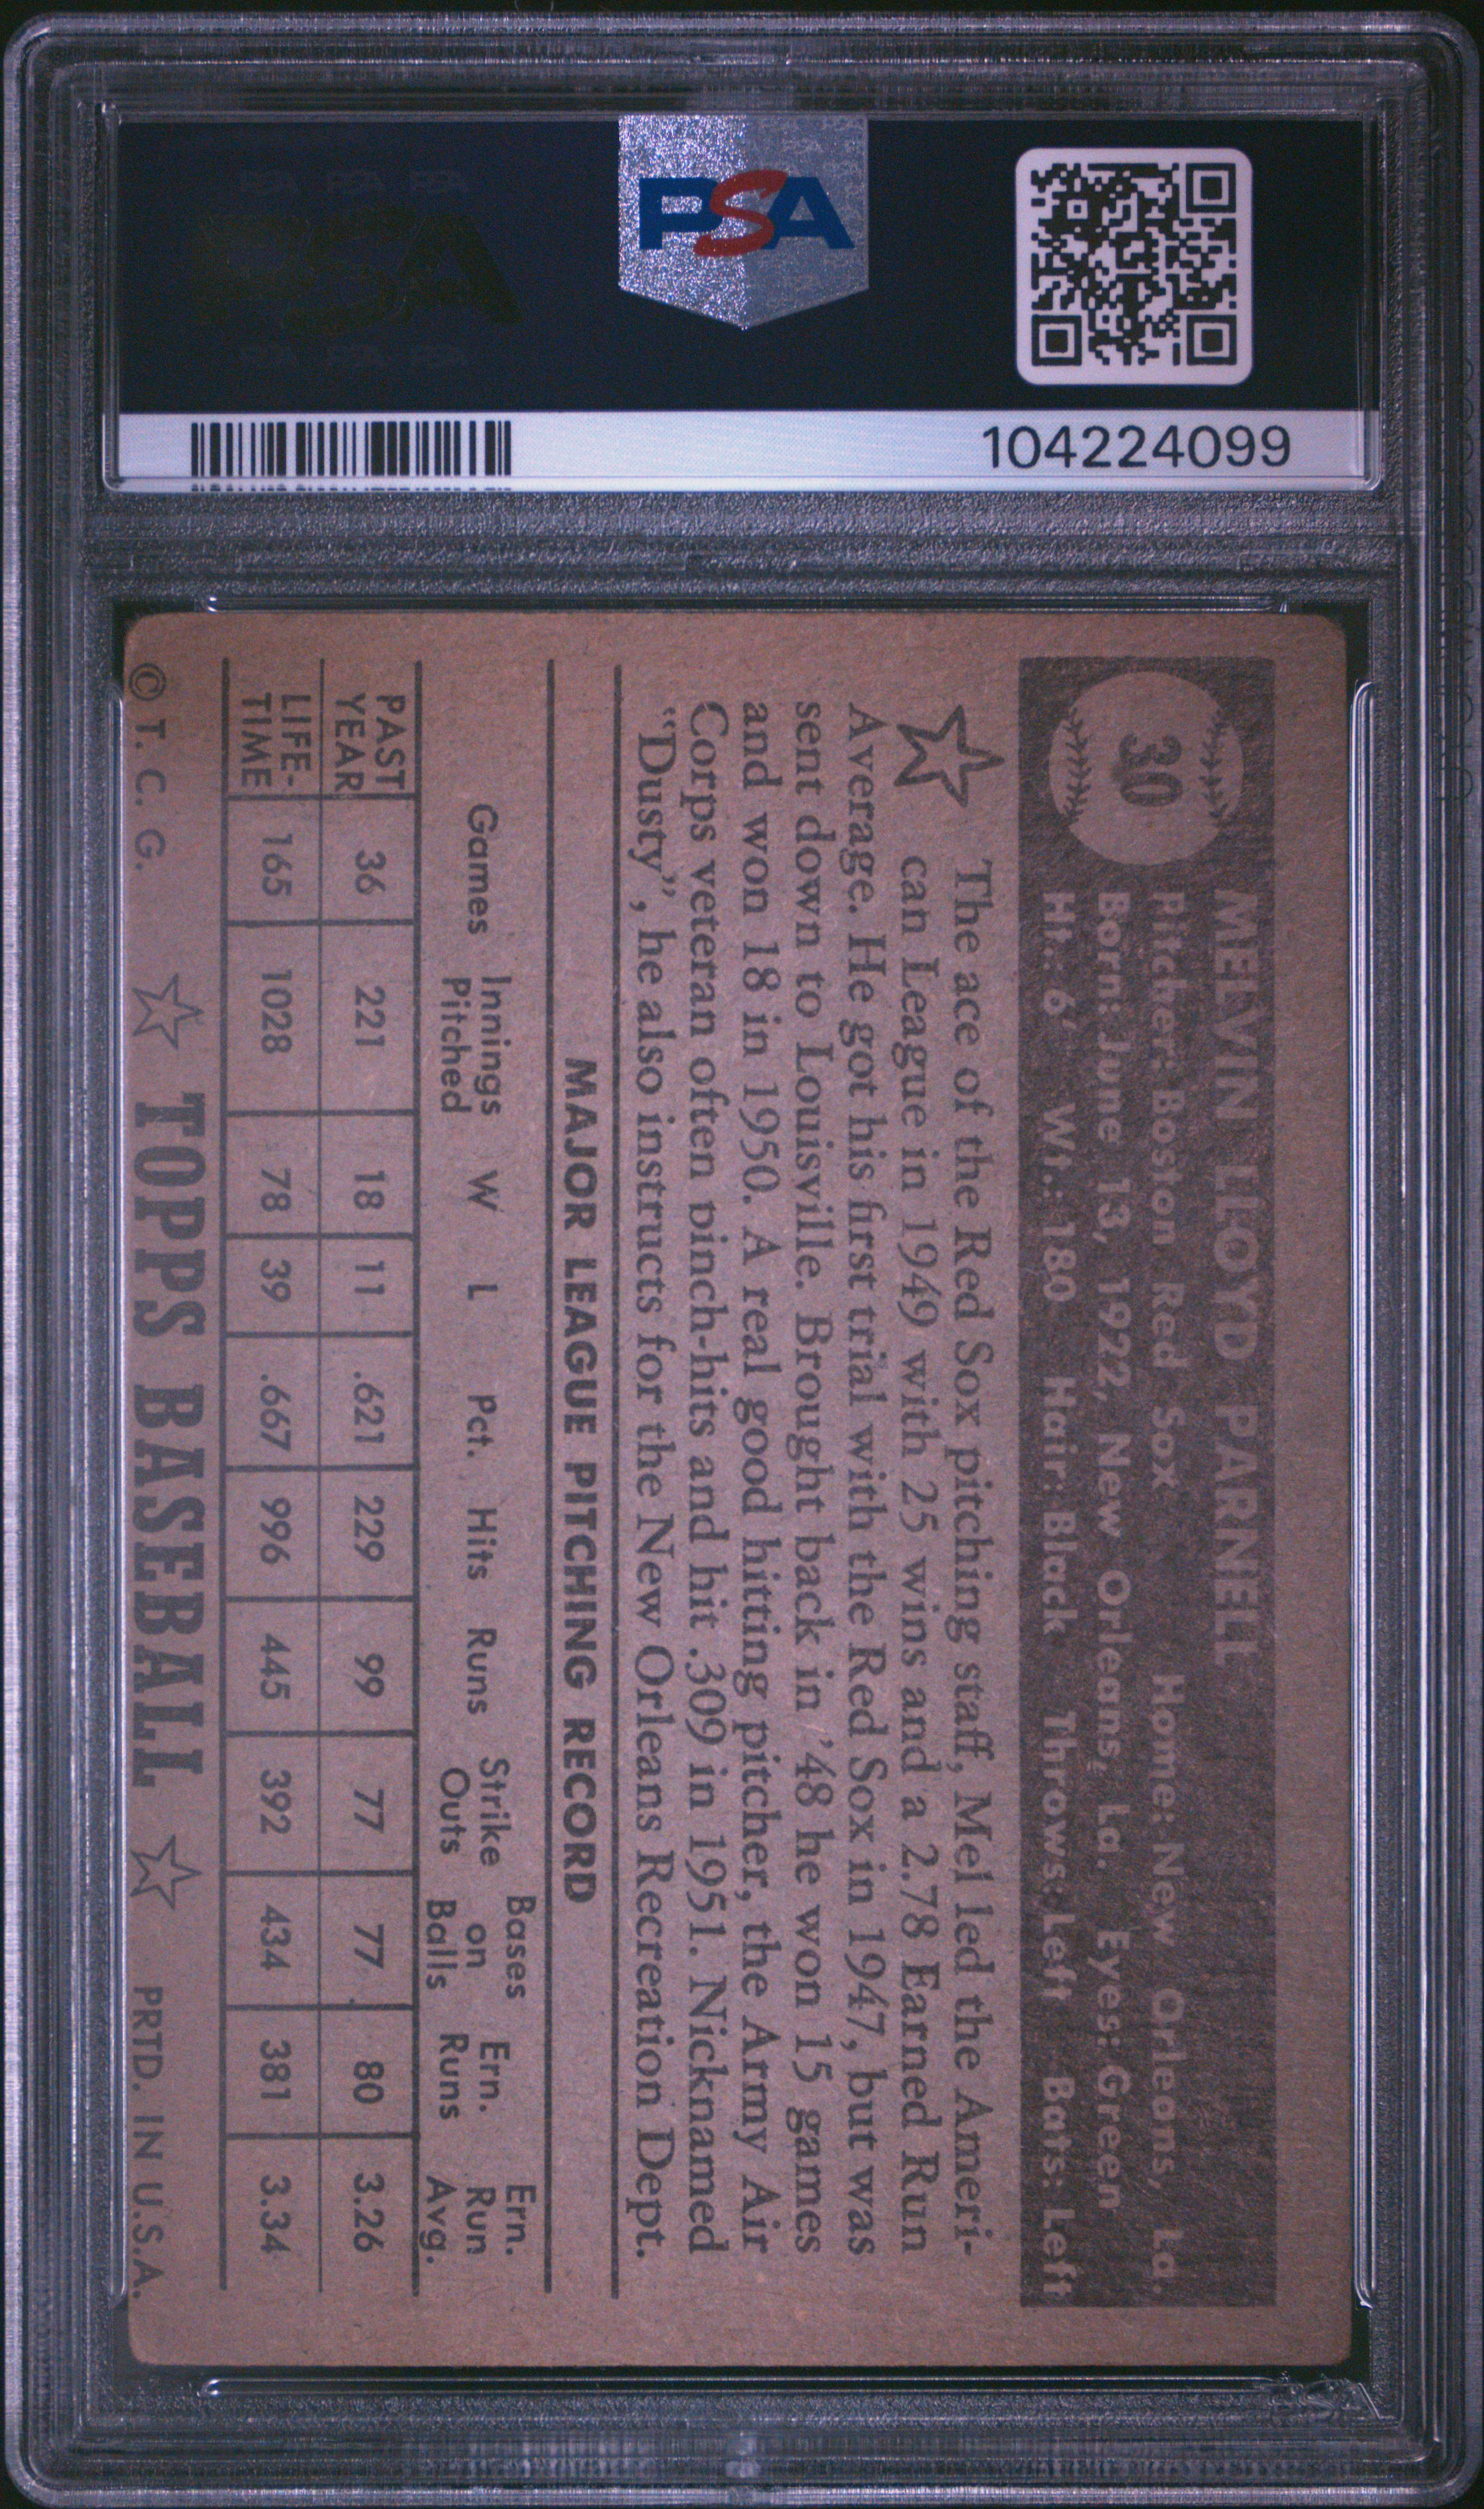 PSA
104224099
30
MELVIN LLOYD PARNELL
Pitcher: Boston Red Sox Home: New Orleans, La.
Born: June 13, 1922, New Orleans, La. Eyes: Green
Ht.: 6' Wt.: 180 Hair: Black Throws: Left Bats: Left
The ace of the Red Sox pitching staff, Mel led the Ameri-
can League in 1949 with 25 wins and a 2.78 Earned Run
Average. He got his first trial with the Red Sox in 1947, but was
sent down to Louisville. Brought back in '48 he won 15 games
and won 18 in 1950. A real good hitting pitcher, the Army Air
Corps veteran often pinch-hits and hit .309 in 1951. Nicknamed
"Dusty", he also instructs for the New Orleans Recreation Dept.
MAJOR LEAGUE PITCHING RECORD
Games Innings Pitched W L Pct. Hits Runs Strike Outs Bases on Balls Ern. Runs Ern. Run Avg.
PAST YEAR 36 221 18 11 .621 229 99 77 77 80 3.26
LIFE-TIME 165 1028 78 39 .667 996 445 392 434 381 3.34
© T. C. G. TOPPS BASEBALL PRTD. IN U.S.A.